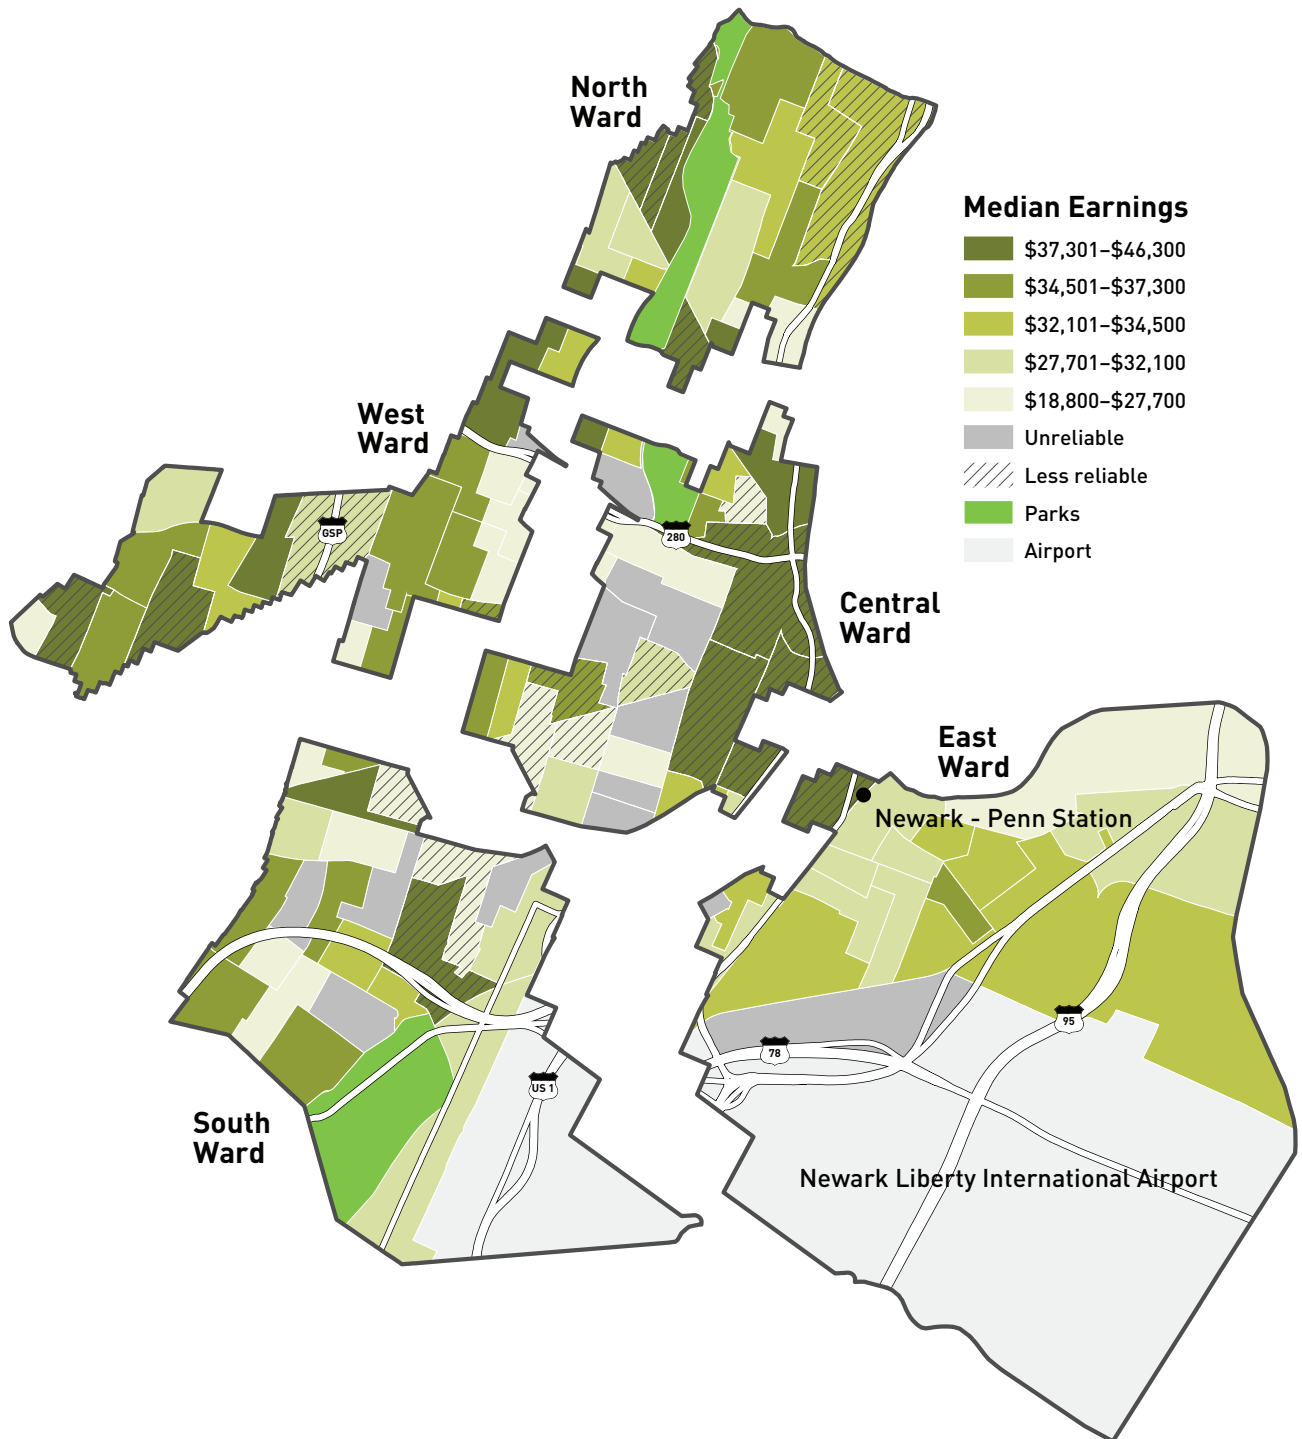 North
Ward
Median Earnings
$37,301–$46,300
$34,501–$37,300
$32,101–$34,500
$27,701–$32,100
$18,800–$27,700
Unreliable
Less reliable
Parks
Airport
West
Ward
GSP
280
Central
Ward
East
Ward
Newark - Penn Station
95
78
US 1
South
Ward
Newark Liberty International Airport